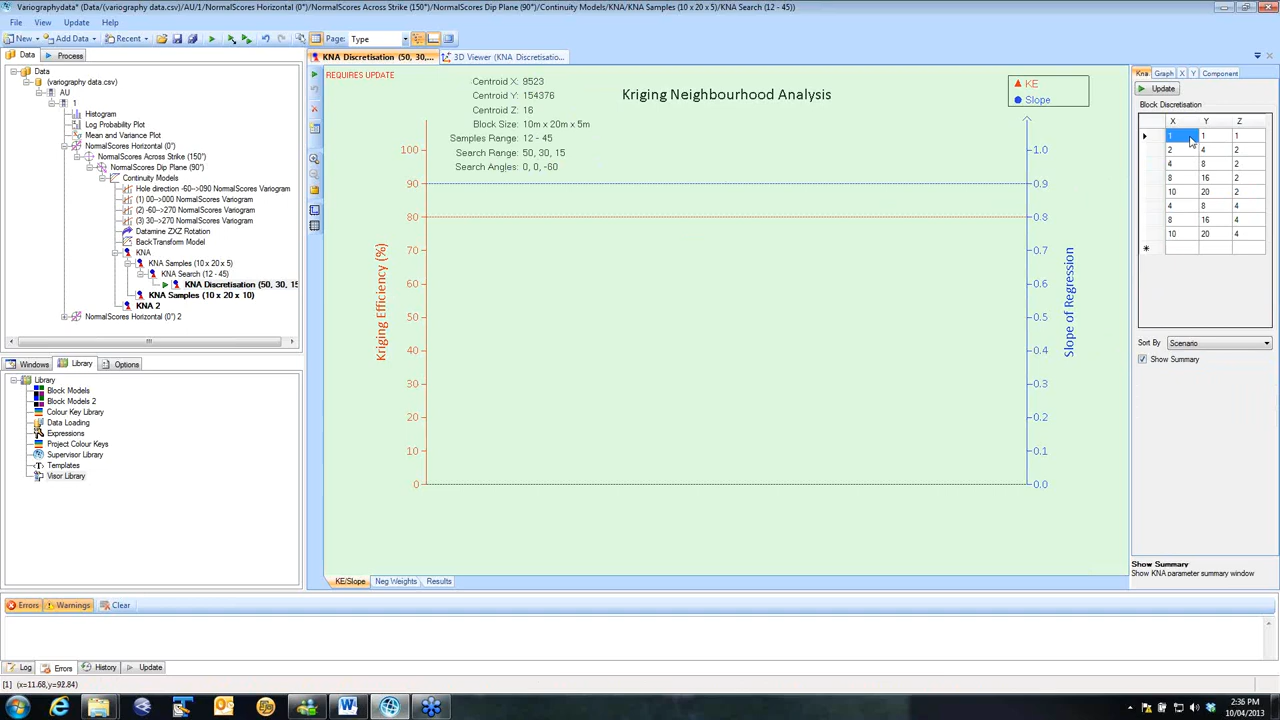 Variographydata* (Data/(variography data.csv)/AU/1/NormalScores Horizontal (0°)/NormalScores Across Strike (150°)/NormalScores Dip Plane (90°)/Continuity Models/KNA/KNA Samples (10 x 20 x 5)/KNA Search (12 - 45))
File View Update Help
New Add Data Recent Page: Type
Data Process
KNA Discretisation (50, 30,... 3D Viewer (KNA Discretisatio...
Data
(variography data.csv)
AU
1
Histogram
Log Probability Plot
Mean and Variance Plot
NormalScores Horizontal (0°)
NormalScores Across Strike (150°)
NormalScores Dip Plane (90°)
Continuity Models
Hole direction -60-->090 NormalScores Variogram
(1) 00-->000 NormalScores Variogram
(2) -60-->270 NormalScores Variogram
(3) 30-->270 NormalScores Variogram
Datamine ZXZ Rotation
BackTransform Model
KNA
KNA Samples (10 x 20 x 5)
KNA Search (12 - 45)
KNA Discretisation (50, 30, 15
KNA Samples (10 x 20 x 10)
KNA 2
NormalScores Horizontal (0°) 2
Windows Library Options
Library
Block Models
Block Models 2
Colour Key Library
Data Loading
Expressions
Project Colour Keys
Supervisor Library
Templates
Visor Library
REQUIRES UPDATE
Centroid X: 9523
Centroid Y: 154376
Centroid Z: 16
Block Size: 10m x 20m x 5m
Samples Range: 12 - 45
Search Range: 50, 30, 15
Search Angles: 0, 0, -60
Kriging Neighbourhood Analysis
KE
Slope
Kriging Efficiency (%)
100
90
80
70
60
50
40
30
20
10
0
1.0
0.9
0.8
0.7
0.6
0.5
0.4
0.3
0.2
0.1
0.0
Slope of Regression
KE/Slope Neg Weights Results
Kna Graph X Y Component
Update
Block Discretisation
X Y Z
1 1 1
2 4 2
4 8 2
8 16 2
10 20 2
4 8 4
8 16 4
10 20 4
Sort By Scenario
Show Summary
Show Summary
Show KNA parameter summary window
Errors Warnings Clear
Log Errors History Update
[1] (x=11.68,y=92.84)
2:36 PM
10/04/2013